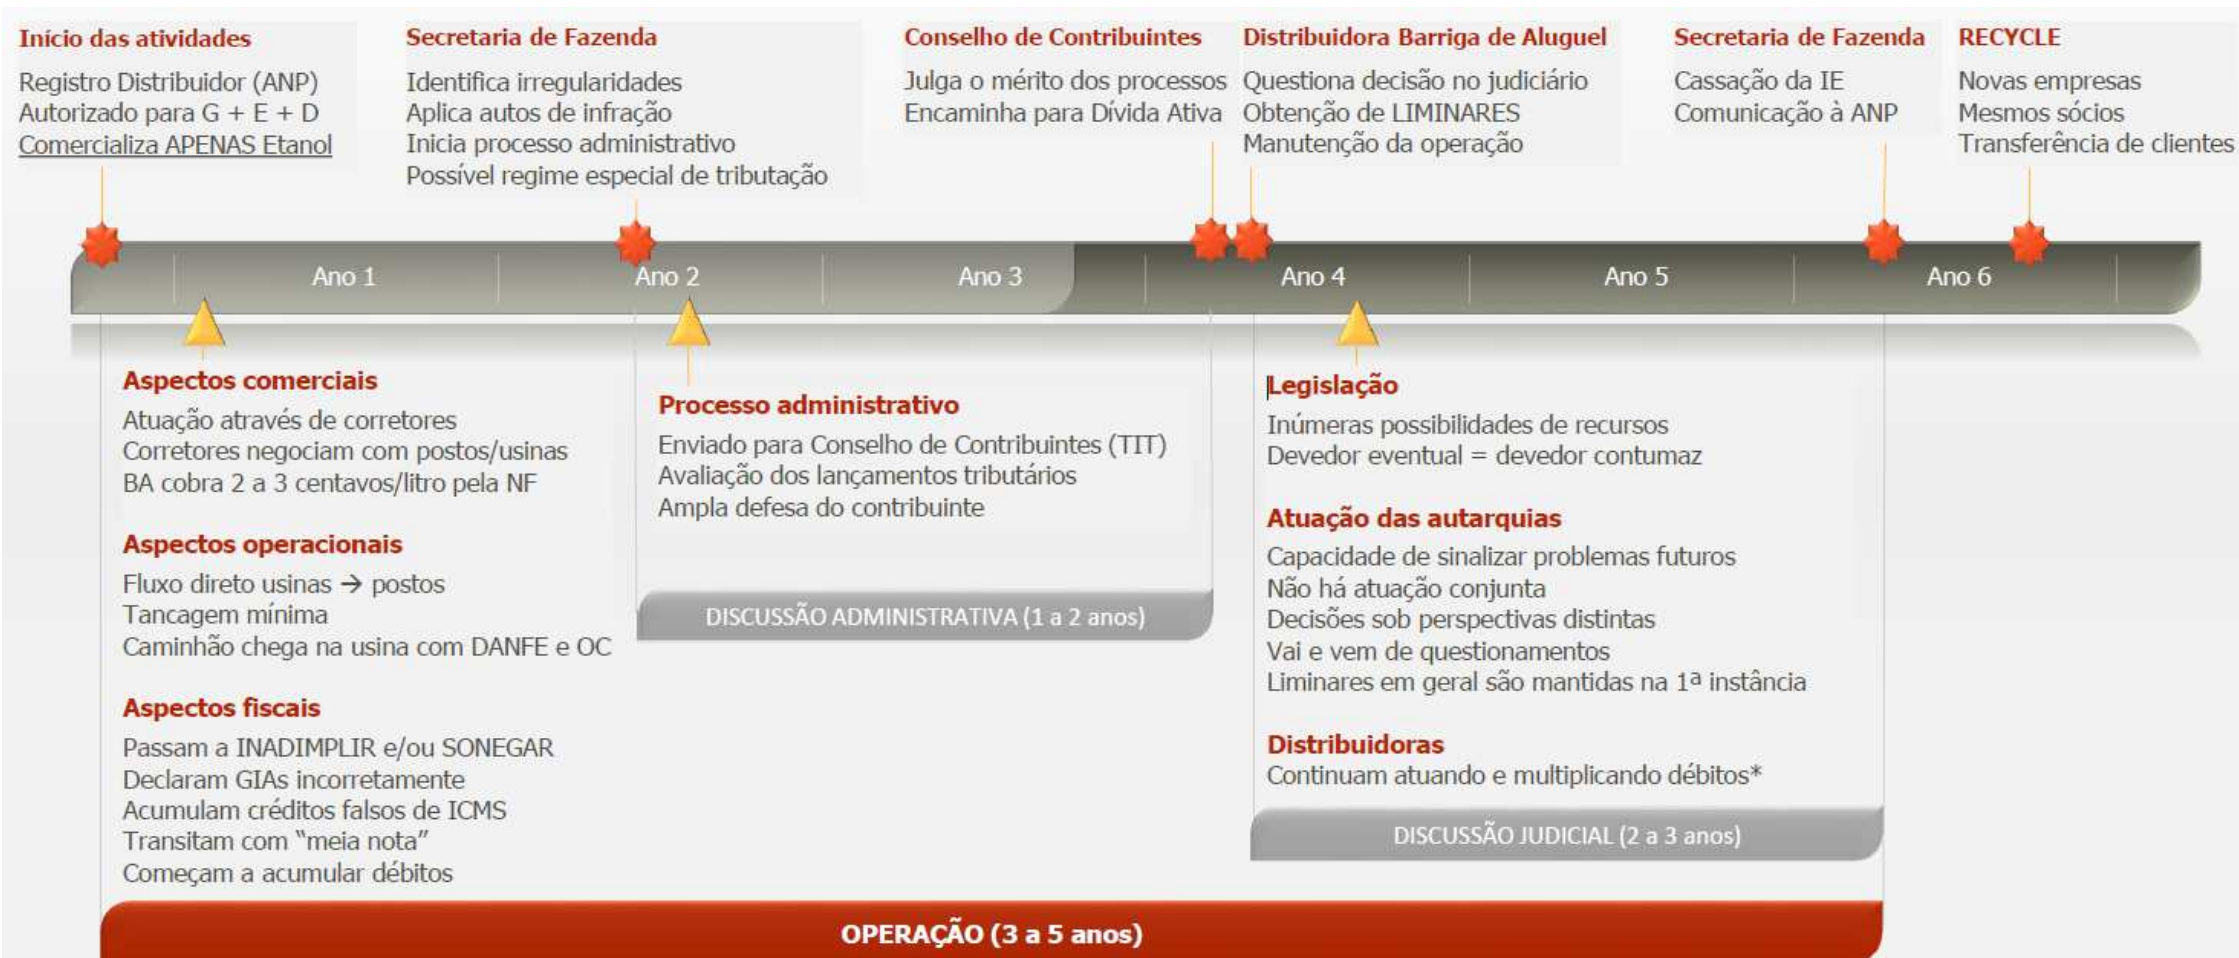 Início das atividades
Registro Distribuidor (ANP)
Autorizado para G + E + D
Comercializa APENAS Etanol
Secretaria de Fazenda
Identifica irregularidades
Aplica autos de infração
Inicia processo administrativo
Possível regime especial de tributação
Conselho de Contribuintes
Julga o mérito dos processos
Encaminha para Dívida Ativa
Distribuidora Barriga de Aluguel
Questiona decisão no judiciário
Obtenção de LIMINARES
Manutenção da operação
Secretaria de Fazenda
Cassação da IE
Comunicação à ANP
RECYCLE
Novas empresas
Mesmos sócios
Transferência de clientes
Ano 1
Ano 2
Ano 3
Ano 4
Ano 5
Ano 6
Aspectos comerciais
Atuação através de corretores
Corretores negociam com postos/usinas
BA cobra 2 a 3 centavos/litro pela NF
Aspectos operacionais
Fluxo direto usinas → postos
Tancagem mínima
Caminhão chega na usina com DANFE e OC
Aspectos fiscais
Passam a INADIMPLIR e/ou SONEGAR
Declaram GIAs incorretamente
Acumulam créditos falsos de ICMS
Transitam com “meia nota”
Começam a acumular débitos
Processo administrativo
Enviado para Conselho de Contribuintes (TIT)
Avaliação dos lançamentos tributários
Ampla defesa do contribuinte
DISCUSSÃO ADMINISTRATIVA (1 a 2 anos)
Legislação
Inúmeras possibilidades de recursos
Devedor eventual = devedor contumaz
Atuação das autarquias
Capacidade de sinalizar problemas futuros
Não há atuação conjunta
Decisões sob perspectivas distintas
Vai e vem de questionamentos
Liminares em geral são mantidas na 1ª instância
Distribuidoras
Continuam atuando e multiplicando débitos*
DISCUSSÃO JUDICIAL (2 a 3 anos)
OPERAÇÃO (3 a 5 anos)